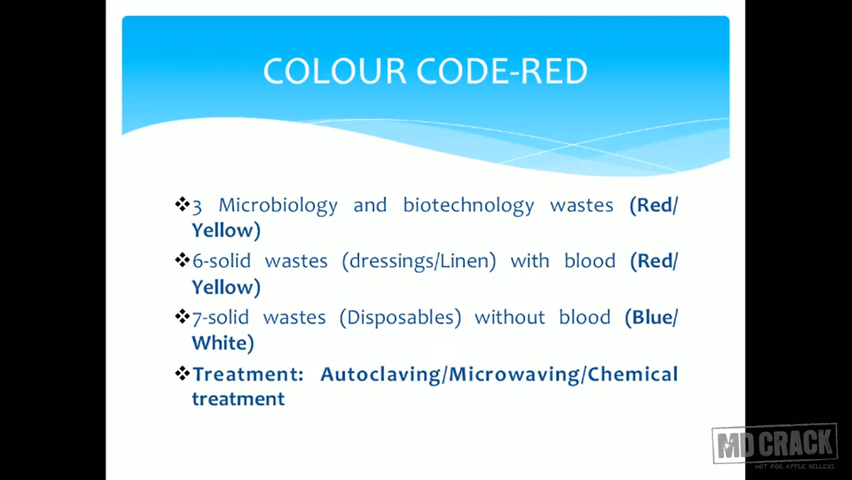 COLOUR CODE-RED
❖3 Microbiology and biotechnology wastes (Red/
Yellow)
❖6-solid wastes (dressings/Linen) with blood (Red/
Yellow)
❖7-solid wastes (Disposables) without blood (Blue/
White)
❖Treatment: Autoclaving/Microwaving/Chemical
treatment
MD CRACK
NOT FOR APPLE SELLERS